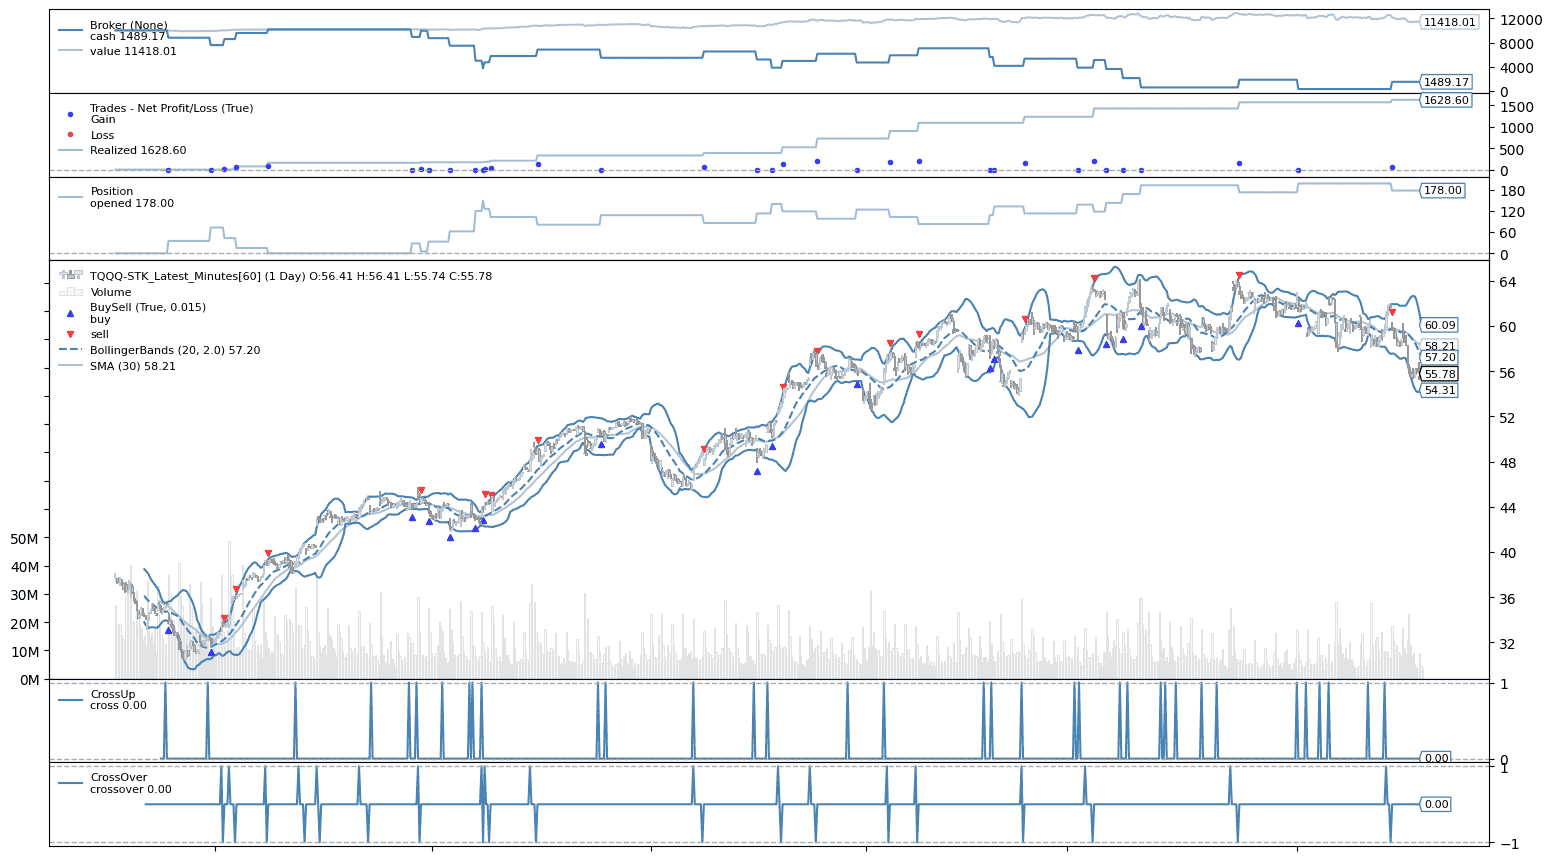 Broker (None)
cash 1489.17
value 11418.01
12000
11418.01
8000
4000
1489.17
0
Trades - Net Profit/Loss (True)
Gain
Loss
Realized 1628.60
1628.60
1500
1000
500
0
Position
opened 178.00
180
178.00
120
60
0
TQQQ-STK_Latest_Minutes[60] (1 Day) O:56.41 H:56.41 L:55.74 C:55.78
Volume
BuySell (True, 0.015)
buy
sell
BollingerBands (20, 2.0) 57.20
SMA (30) 58.21
64
60
60.09
58.21
57.20
56
55.78
54.31
52
48
44
40
36
32
50M
40M
30M
20M
10M
0M
CrossUp
cross 0.00
1
0
0.00
CrossOver
crossover 0.00
1
0.00
−1